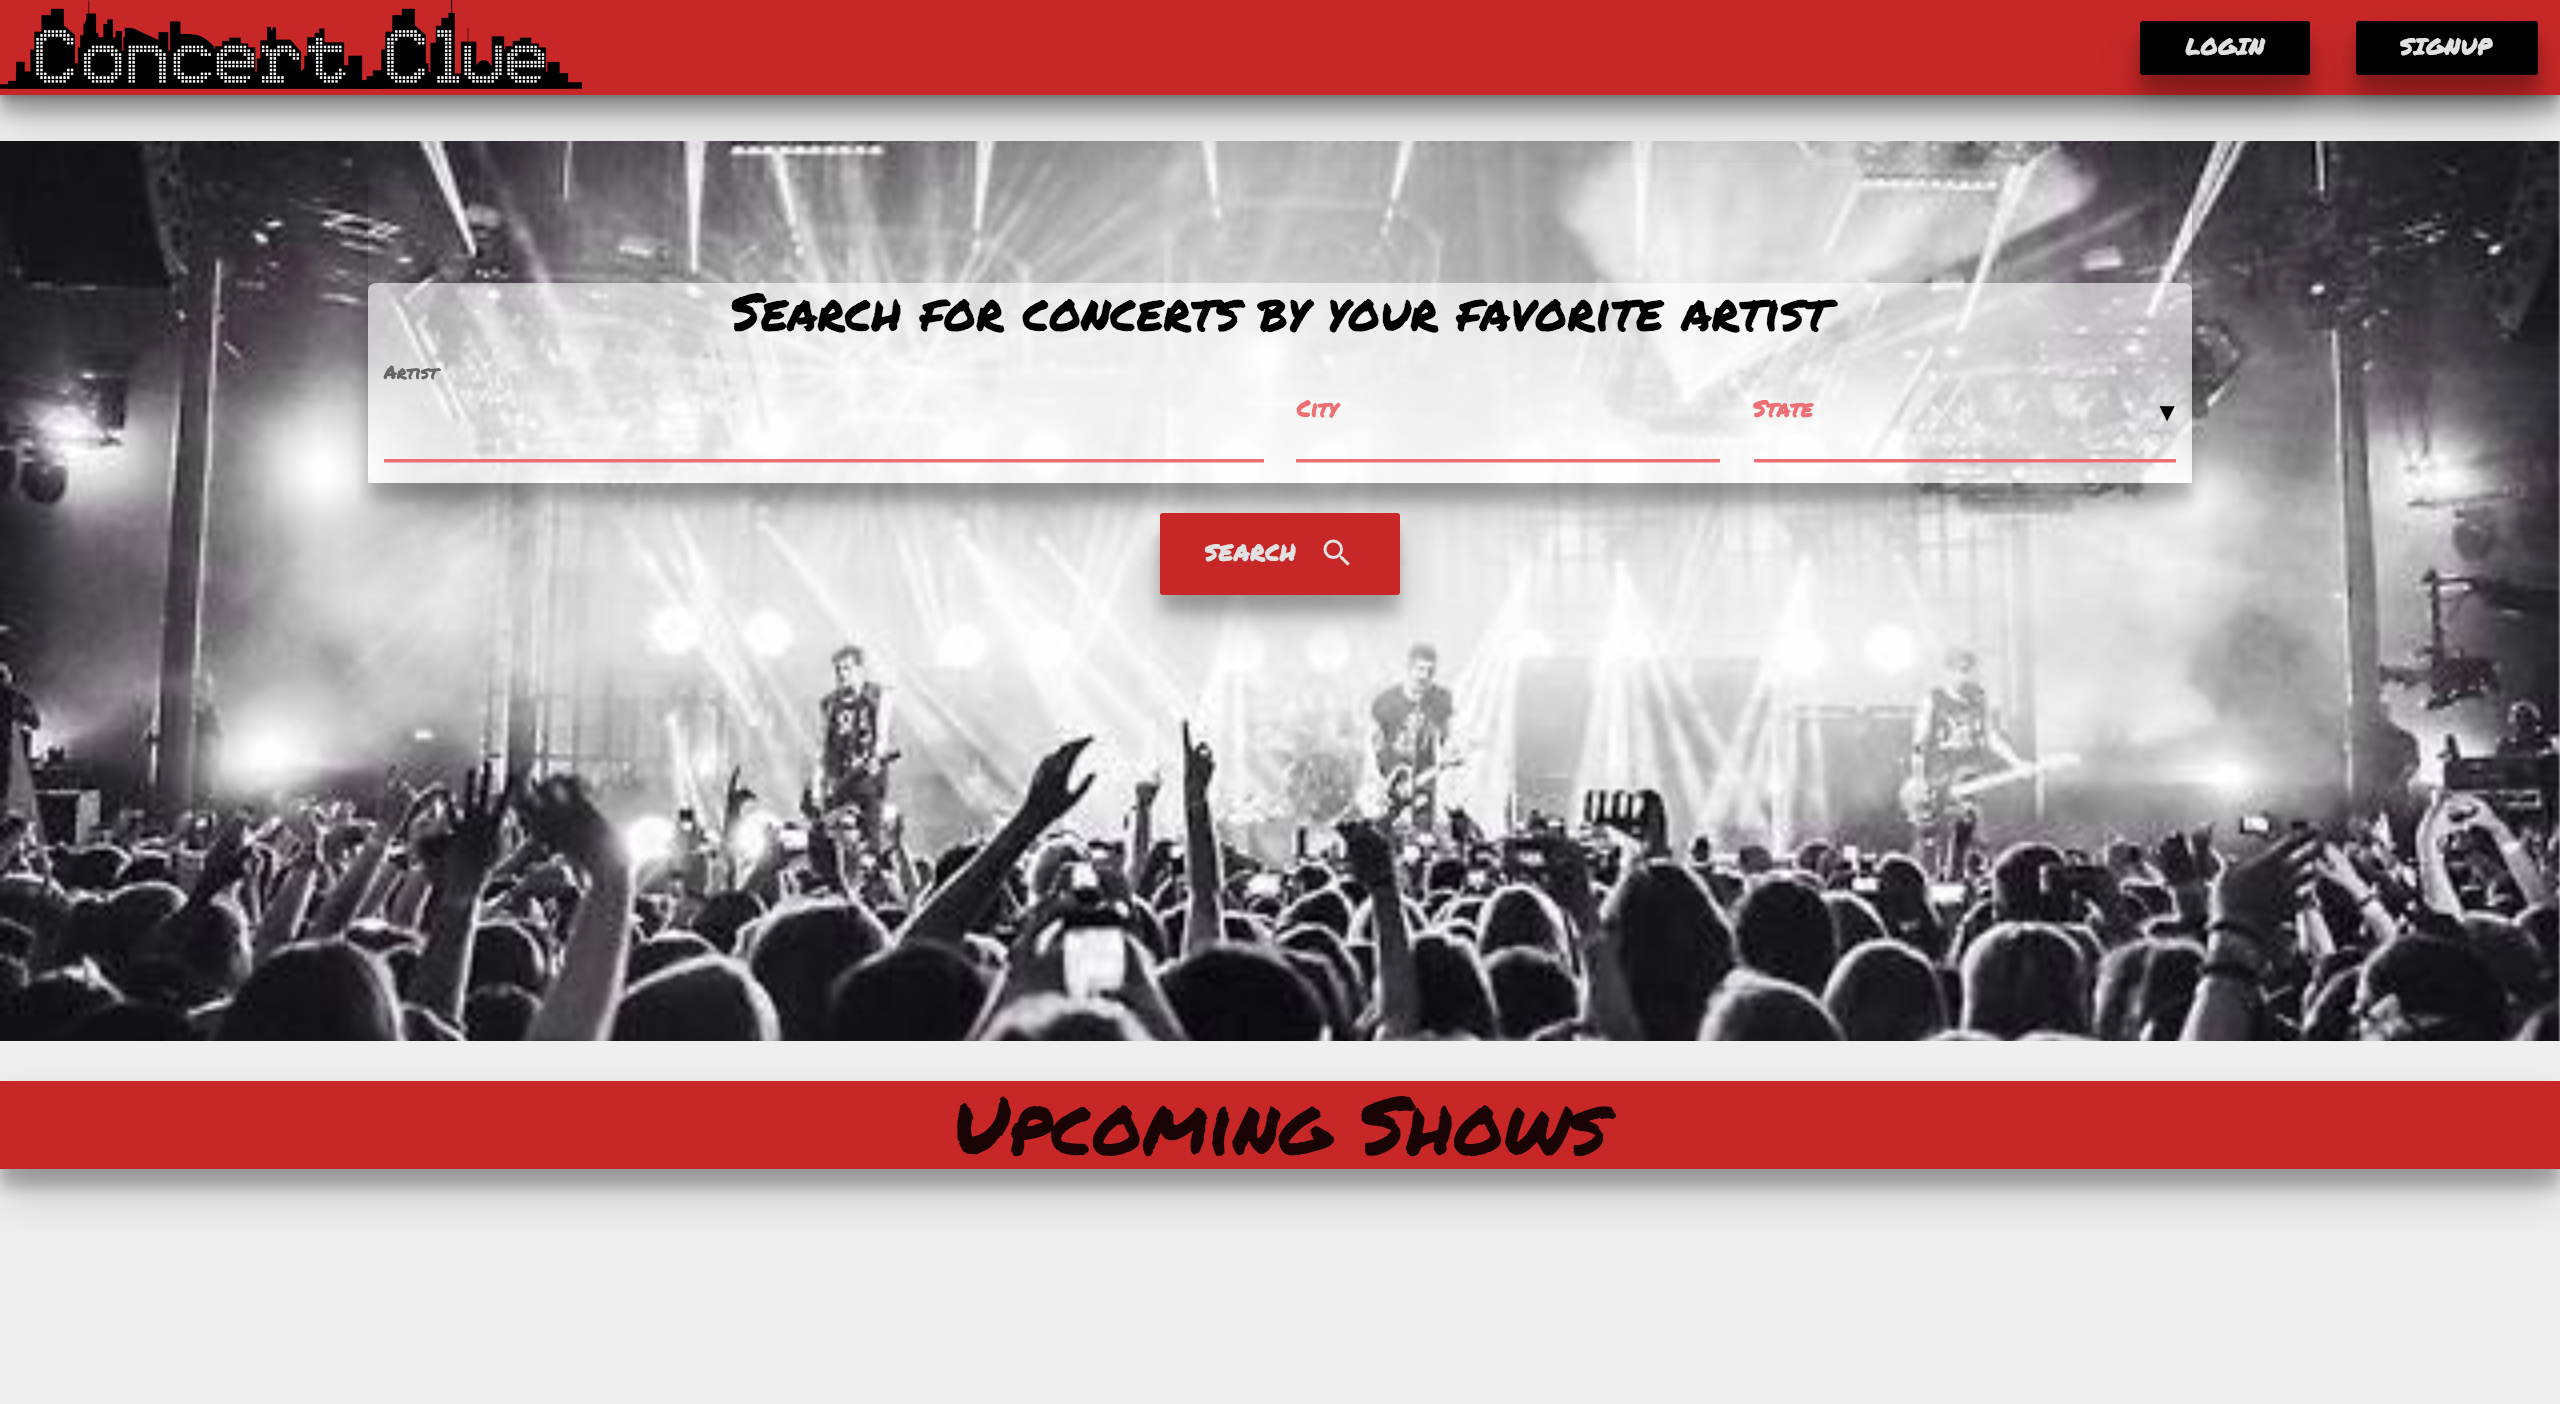 Concert Clue
LOGIN
SIGNUP
Search for concerts by your favorite artist
Artist
City
State
SEARCH
Upcoming Shows